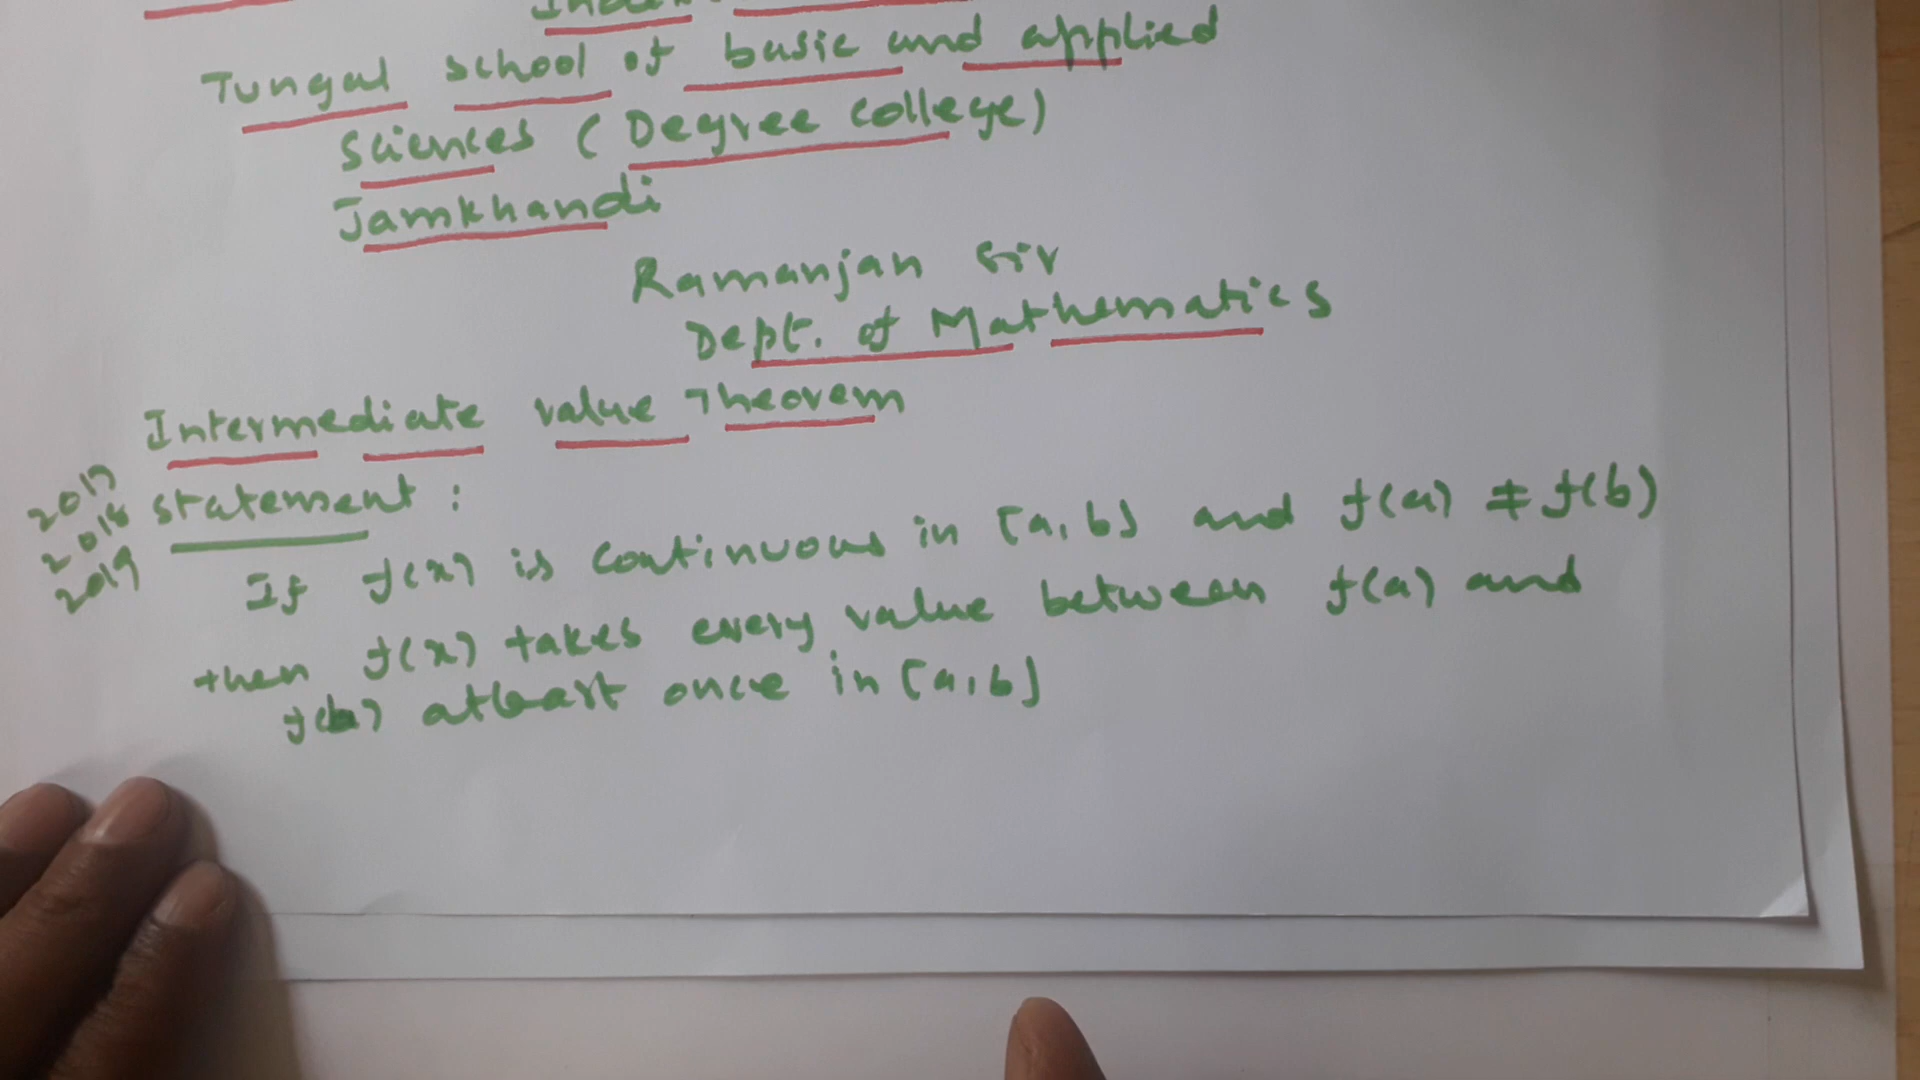 Tungal school of basic and applied
sciences (Degree college)
Jamkhandi
Ramanjan sir
Dept. of Mathematics
Intermediate value Theorem
2017
2018
2019
statement :
If f(x) is continuous in [a,b] and f(a) ≠ f(b)
then f(x) takes every value between f(a) and
f(b) atleast once in [a,b]